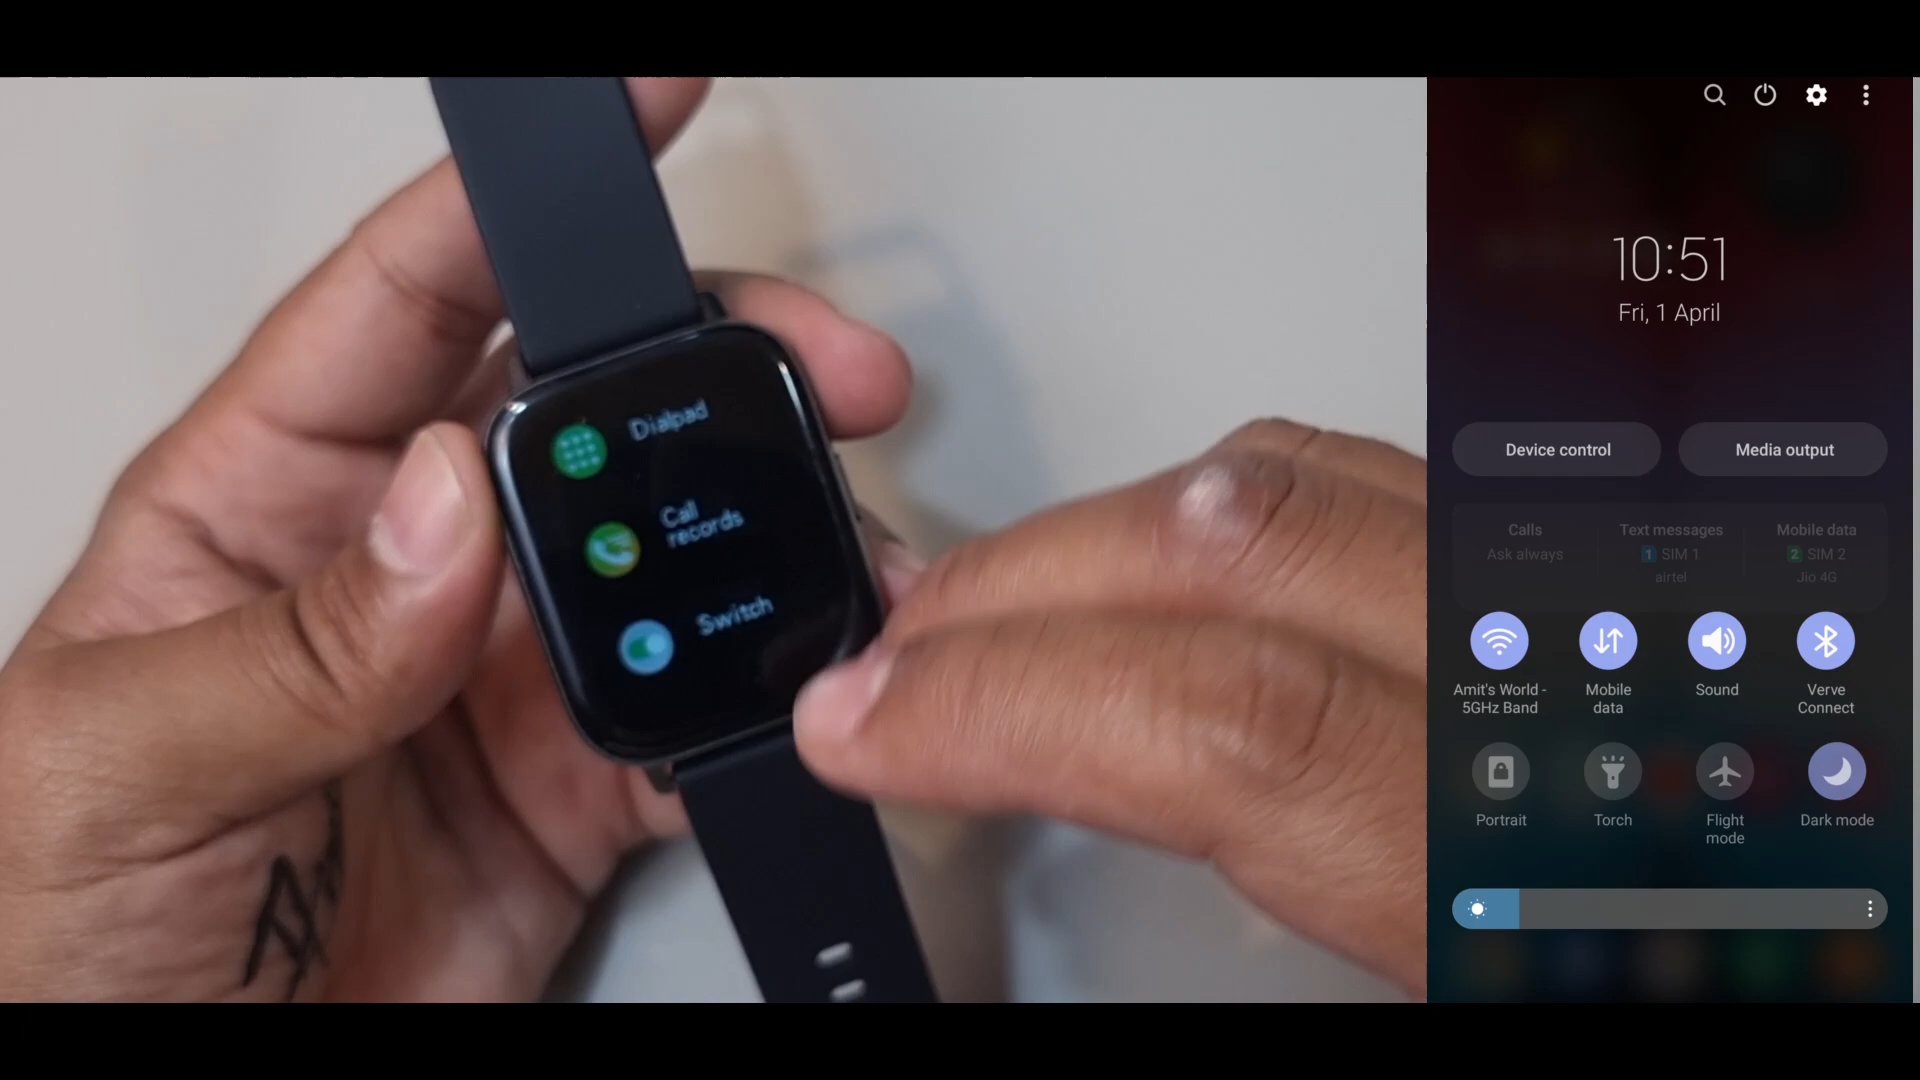 Dialpad
Call
records
Switch
10:51
Fri, 1 April
Device control
Media output
Calls
Text messages
Mobile data
Ask always
1 SIM 1
2 SIM 2
airtel
Jio 4G
Amit's World -
5GHz Band
Mobile
data
Sound
Verve
Connect
Portrait
Torch
Flight
mode
Dark mode